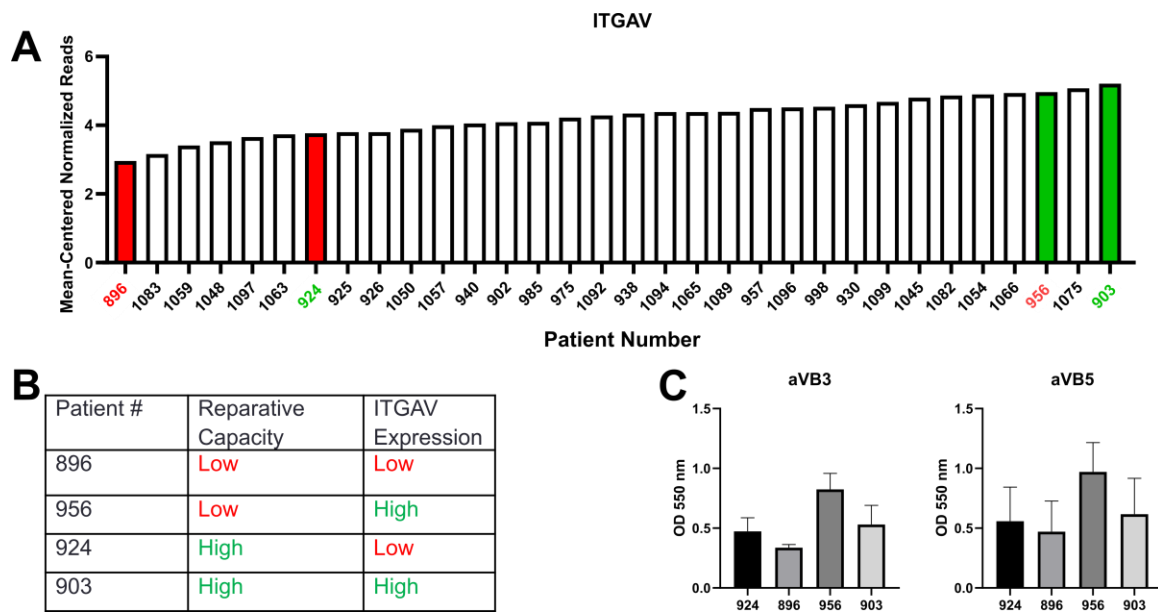 ITGAV
A
Mean-Centered Normalized Reads
6
4
2
0
896 1083 1059 1048 1097 1063 924 925 926 1050 1057 940 902 985 975 1092 938 1094 1065 1089 957 1096 998 930 1099 1045 1082 1054 1066 956 1075 903
Patient Number
B
Patient # Reparative Capacity ITGAV Expression
896 Low Low
956 Low High
924 High Low
903 High High
C
aVB3
OD 550 nm
1.5
1.0
0.5
0.0
924 896 956 903
aVB5
OD 550 nm
1.5
1.0
0.5
0.0
924 896 956 903